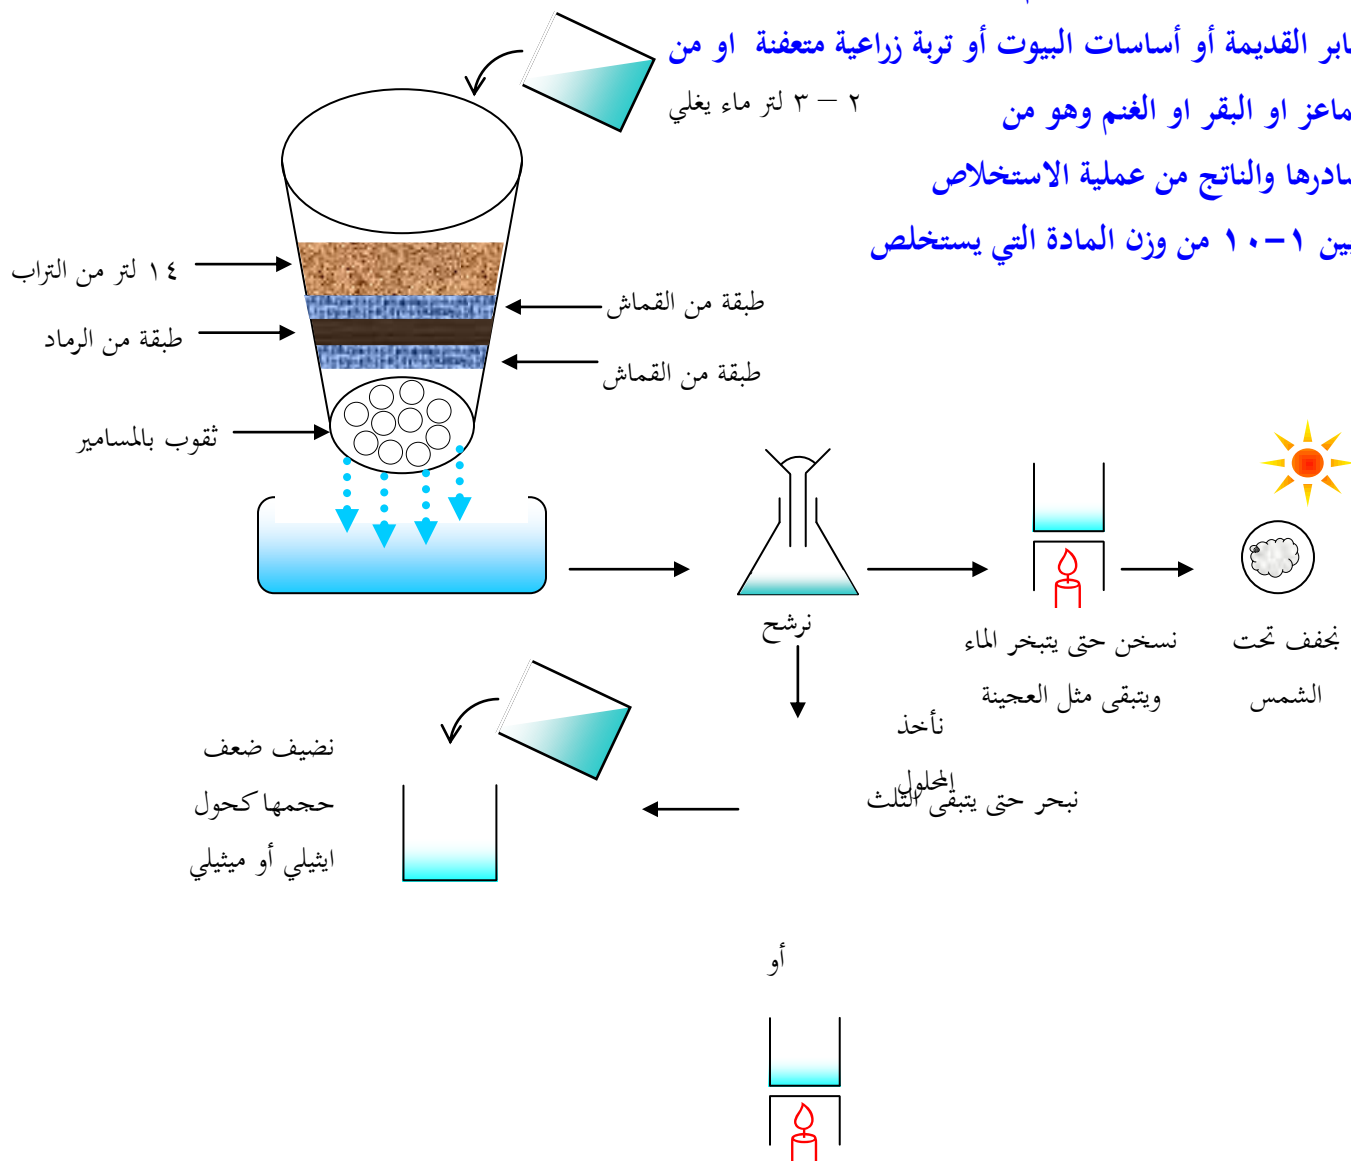 ابر القديمة أو أساسات البيوت أو تربة زراعية متعفنة او من
ماعز او البقر او الغنم وهو من
صادرها والناتج من عملية الاستخلاص
بين ١-١٠ من وزن المادة التي يستخلص
٢ – ٣ لتر ماء يغلي
١٤ لتر من التراب
طبقة من القماش
طبقة من الرماد
طبقة من القماش
ثقوب بالمسامير
نرشح
نسخن حتى يتبخر الماء
ويتبقى مثل العجينة
نجفف تحت
الشمس
نأخذ
المحلول
نبحر حتى يتبقى الثلث
نضيف ضعف
حجمها كحول
ايثيلي أو ميثيلي
أو